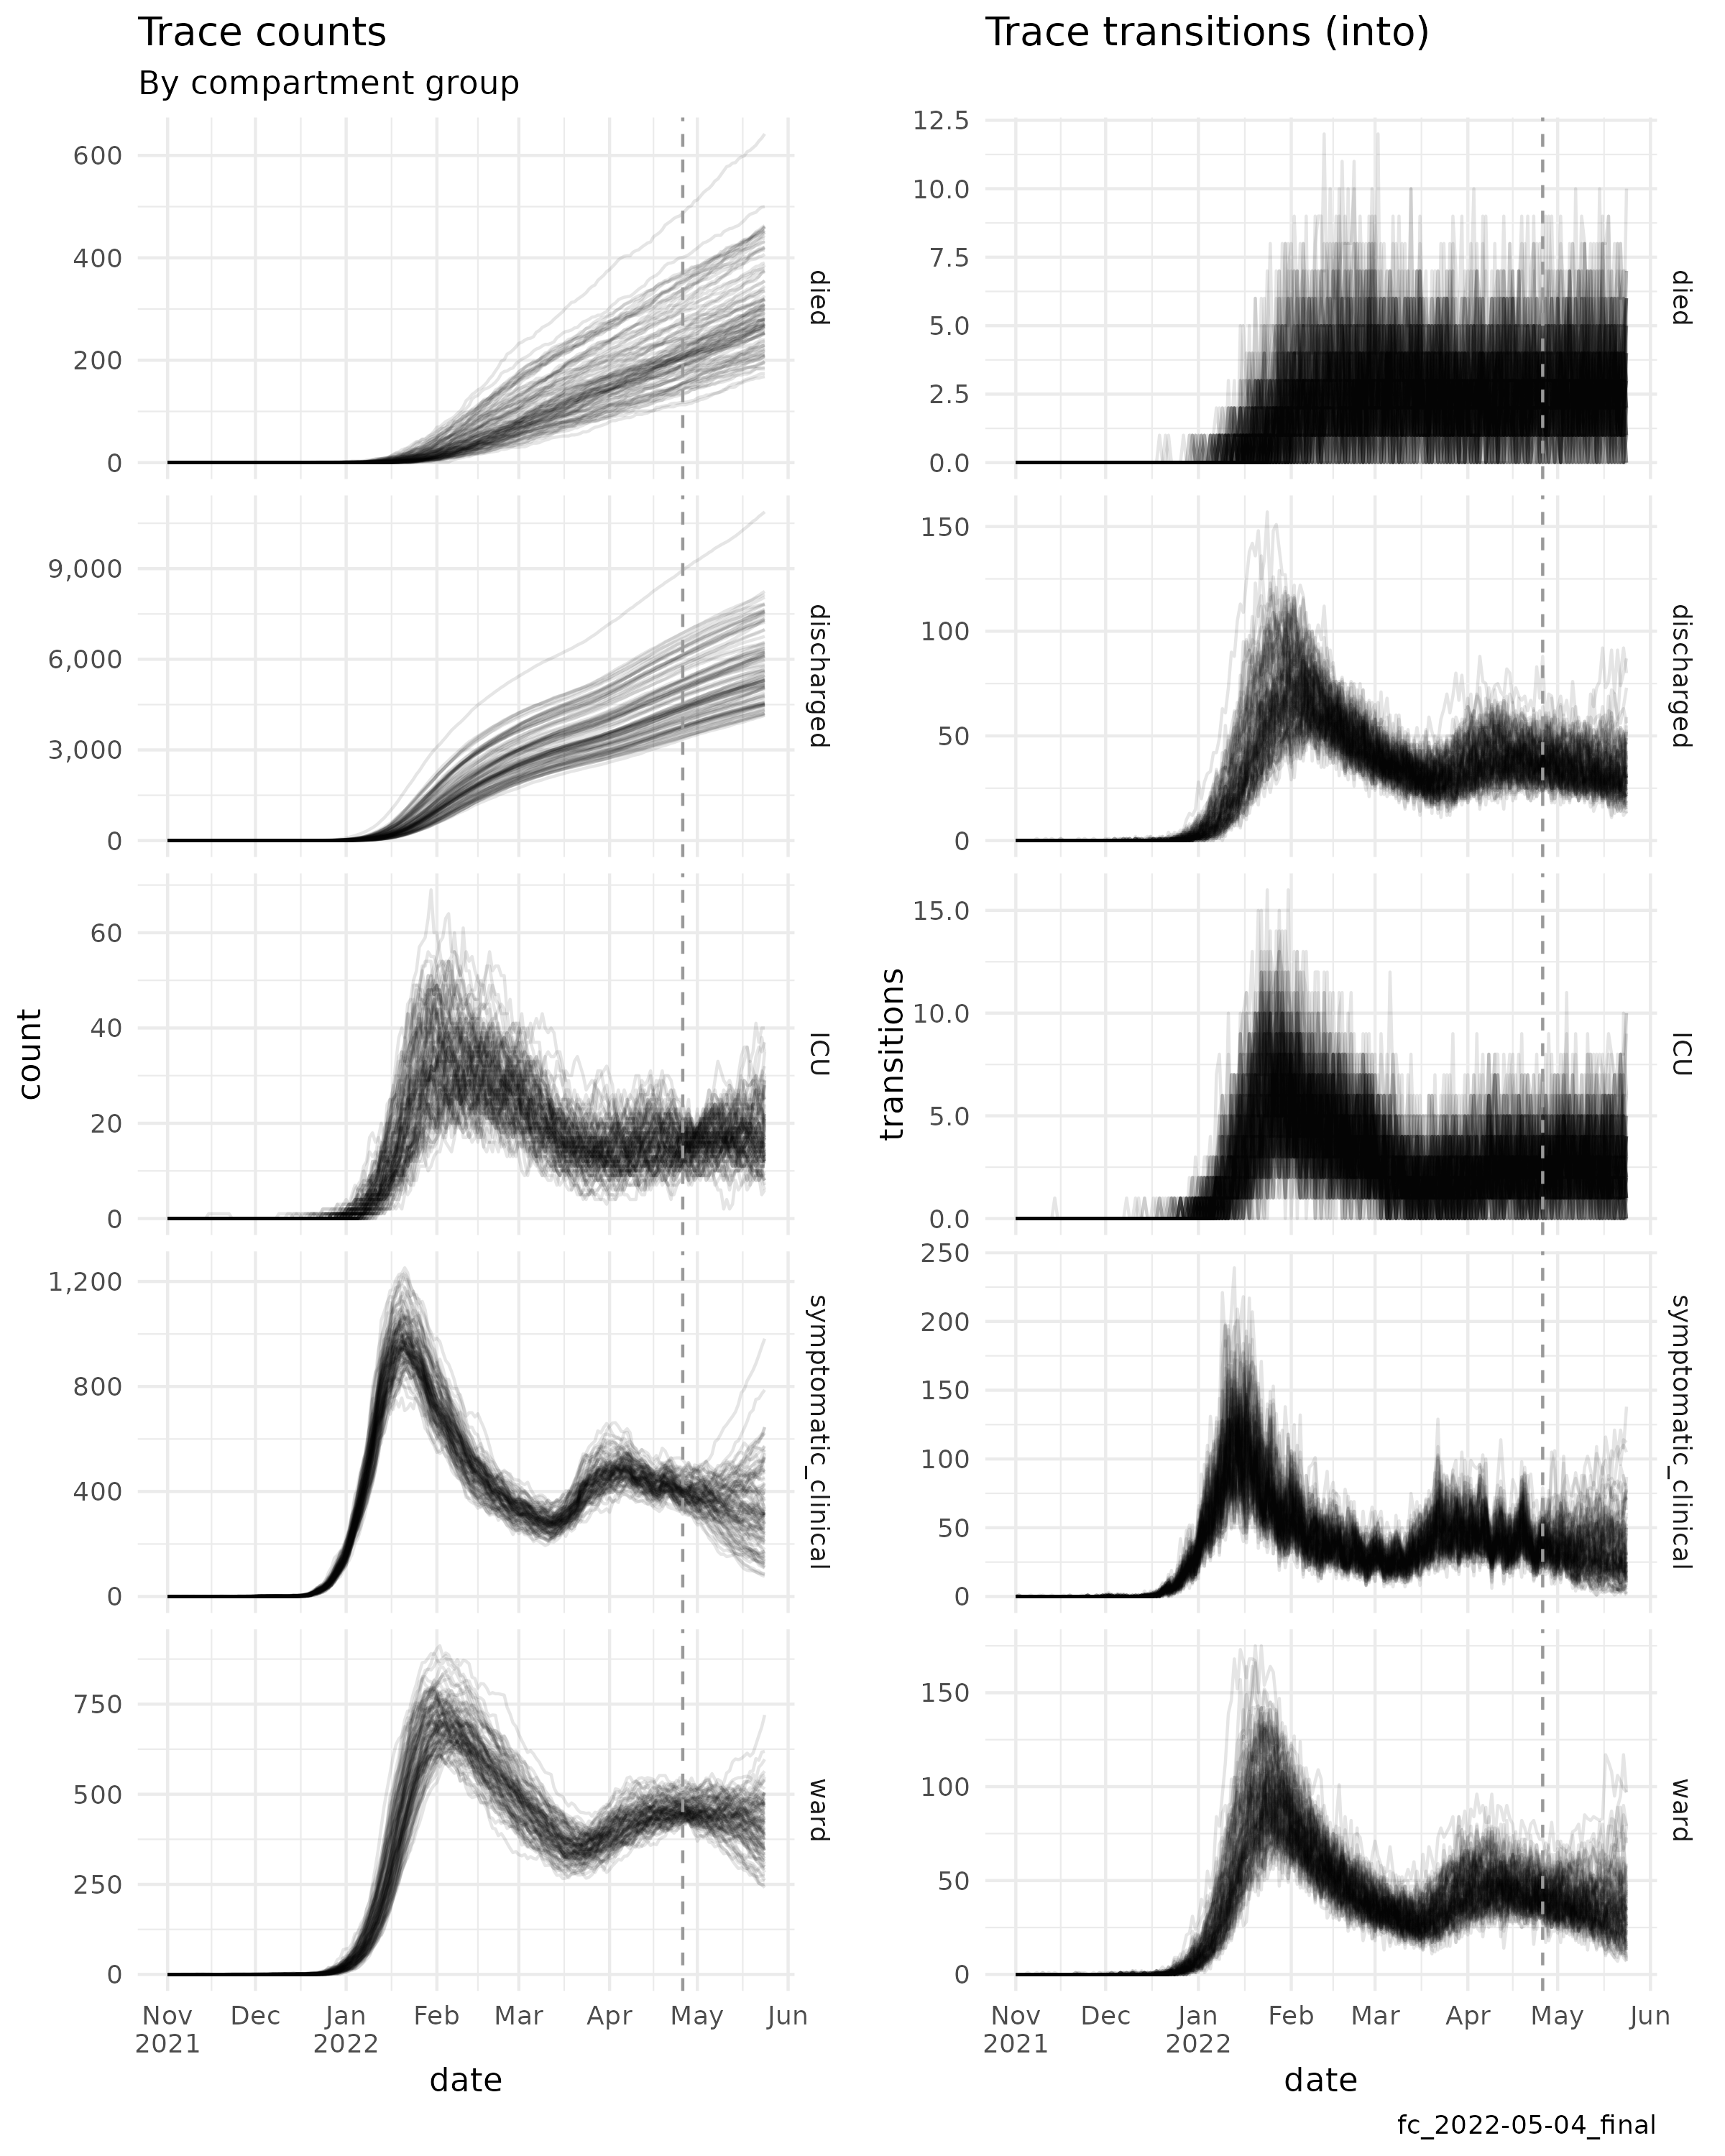 Trace counts
By compartment group
count
600
400
200
0
died
9,000
6,000
3,000
0
discharged
60
40
20
0
ICU
1,200
800
400
0
symptomatic_clinical
750
500
250
0
ward
Nov Dec Jan Feb Mar Apr May Jun
2021 2022
date
Trace transitions (into)
transitions
12.5
10.0
7.5
5.0
2.5
0.0
died
150
100
50
0
discharged
15.0
10.0
5.0
0.0
ICU
250
200
150
100
50
0
symptomatic_clinical
150
100
50
0
ward
Nov Dec Jan Feb Mar Apr May Jun
2021 2022
date
fc_2022-05-04_final